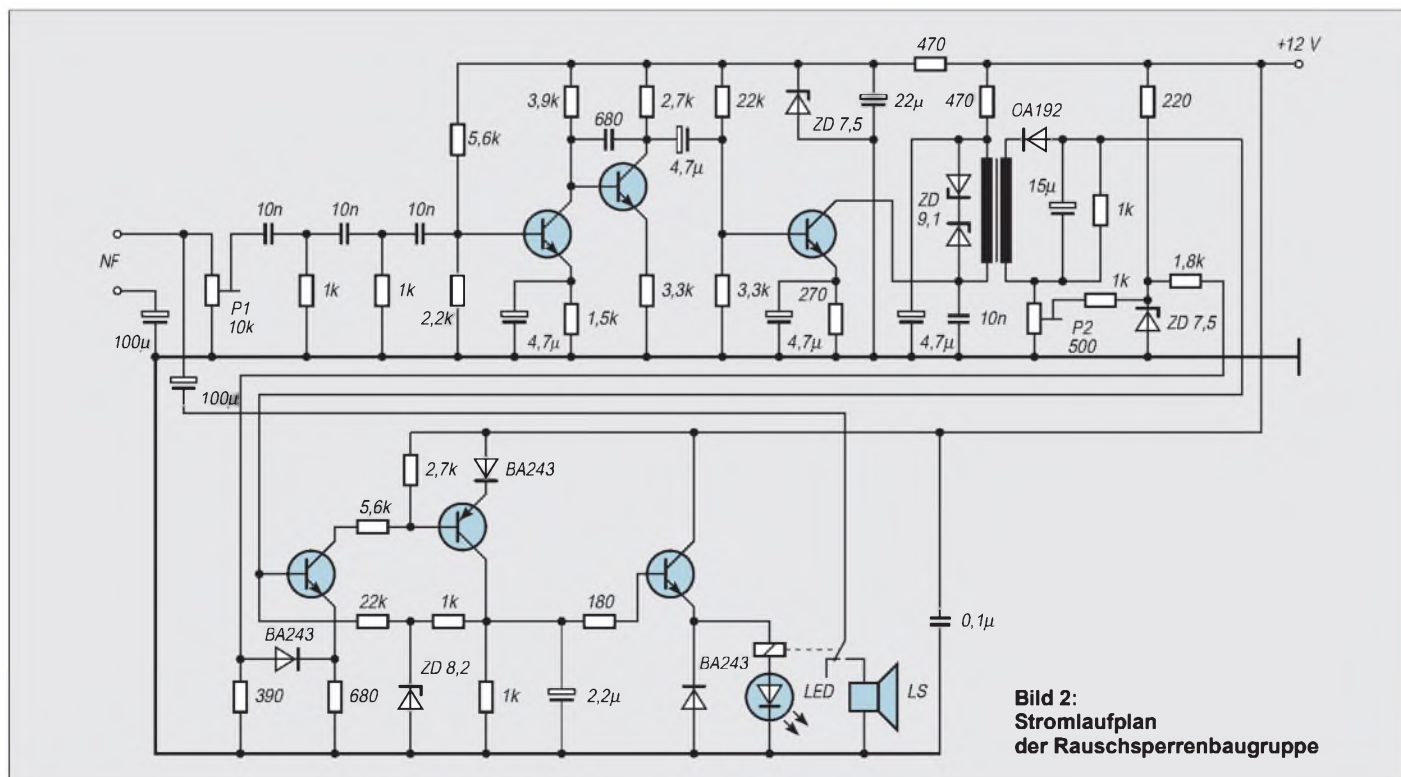 +12 V
470
3,9k
2,7k
22k
22µ
470
OA192
220
680
ZD 7,5
5,6k
4,7µ
ZD
9,1
15µ
1k
10n
10n
10n
1,8k
NF
P1
10k
1k
1k
2,2k
3,3k
3,3k
270
1k
1,5k
10n
P2
500
ZD 7,5
100µ
4,7µ
4,7µ
4,7µ
100µ
2,7k
BA243
5,6k
22k
1k
180
0,1µ
BA243
ZD 8,2
BA243
390
680
1k
2,2µ
LED
LS
Bild 2:
Stromlaufplan
der Rauschsperrenbaugruppe